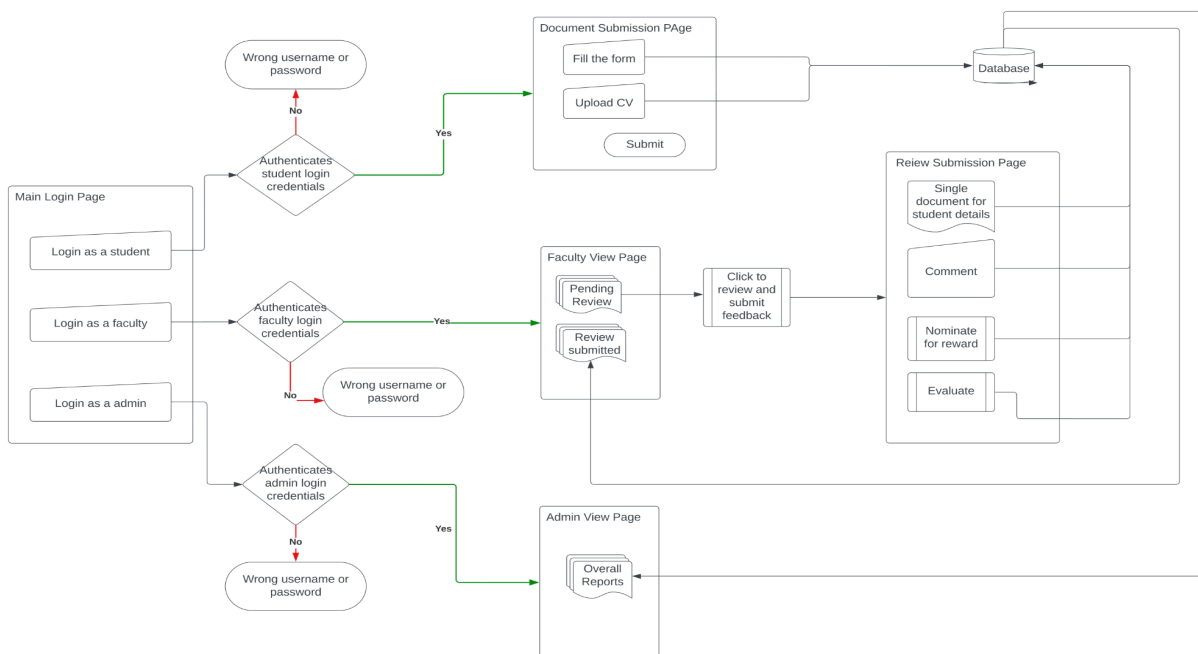 Document Submission PAge
Fill the form
Upload CV
Submit
Database
Wrong username or
password
No
Yes
Authenticates
student login
credentials
Main Login Page
Login as a student
Login as a faculty
Login as a admin
Authenticates
faculty login
credentials
Yes
No
Wrong username or
password
Faculty View Page
Pending
Review
Review
submitted
Click to
review and
submit
feedback
Reiew Submission Page
Single
document for
student details
Comment
Nominate
for reward
Evaluate
Authenticates
admin login
credentials
Yes
No
Wrong username or
password
Admin View Page
Overall
Reports